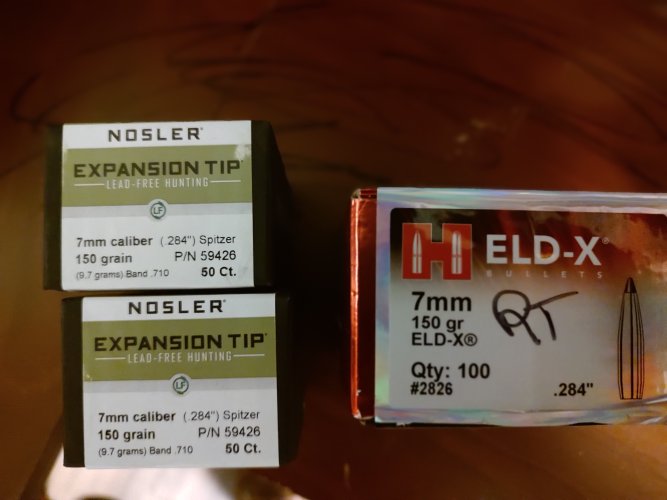 NOSLER®
EXPANSION TIP®
LEAD-FREE HUNTING
LF
7mm caliber (.284") Spitzer
150 grain P/N 59426
(9.7 grams) Band .710 50 Ct.
NOSLER®
EXPANSION TIP®
LEAD-FREE HUNTING
LF
7mm caliber (.284") Spitzer
150 grain P/N 59426
(9.7 grams) Band .710 50 Ct.
H ELD-X®
BULLETS
7mm
150 gr
ELD-X®
RT
Qty: 100
#2826 .284"